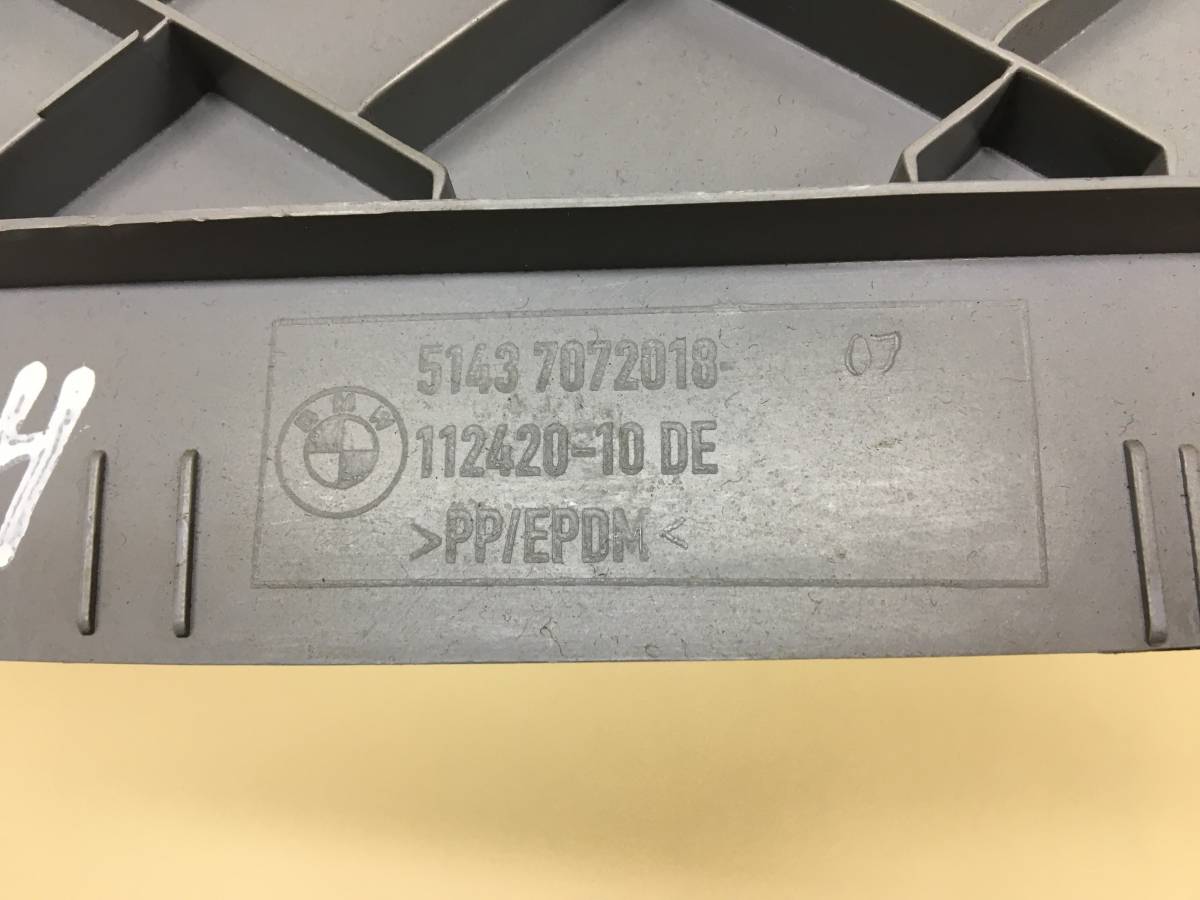 5143 7072018- 07
BMW
112420-10 DE
>PP/EPDM<